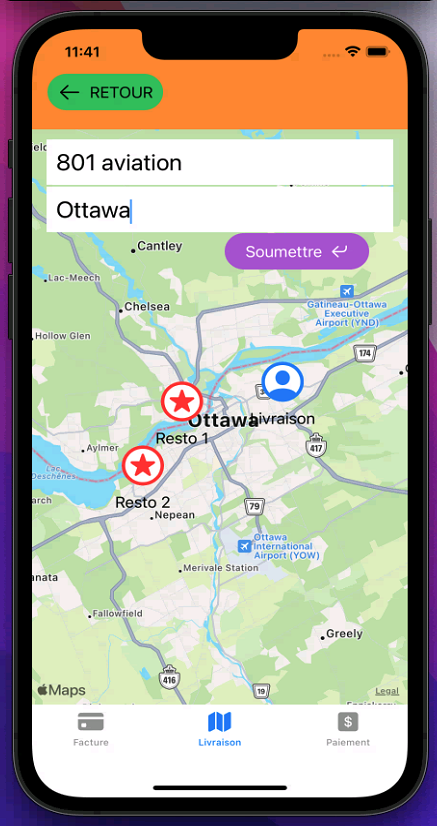 11:41
RETOUR
801 aviation
Ottawa
Soumettre
Cantley
Lac-Meech
Chelsea
Gatineau-Ottawa
Executive
Airport (YND)
Hollow Glen
174
Ottawa
Livraison
Resto 1
417
Aylmer
Lac
Deschênes
Resto 2
79
Nepean
Ottawa
International
Airport (YOW)
Merivale Station
Fallowfield
Greely
416
19
Maps
Legal
Facture
Livraison
Paiement